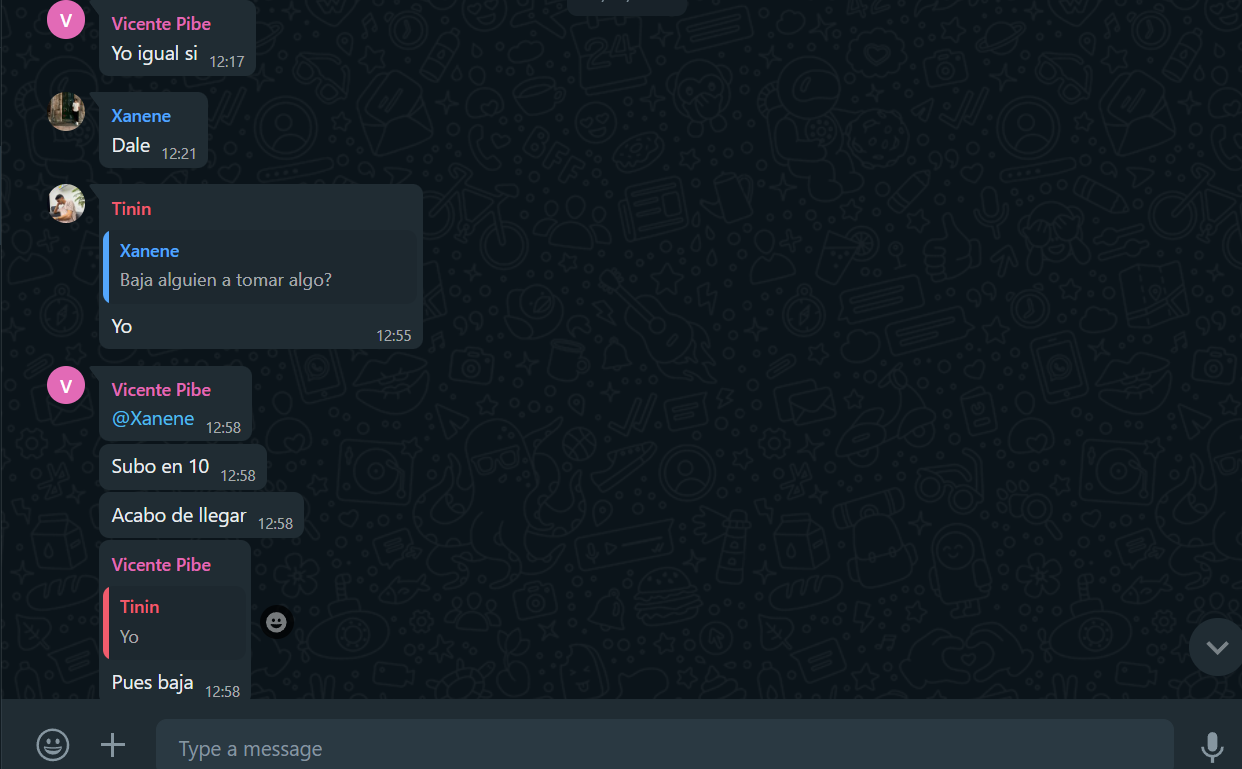 V
Vicente Pibe
Yo igual si 12:17
Xanene
Dale 12:21
Tinin
Xanene
Baja alguien a tomar algo?
Yo
12:55
V
Vicente Pibe
@Xanene 12:58
Subo en 10 12:58
Acabo de llegar 12:58
Vicente Pibe
Tinin
Yo
Pues baja 12:58
Type a message